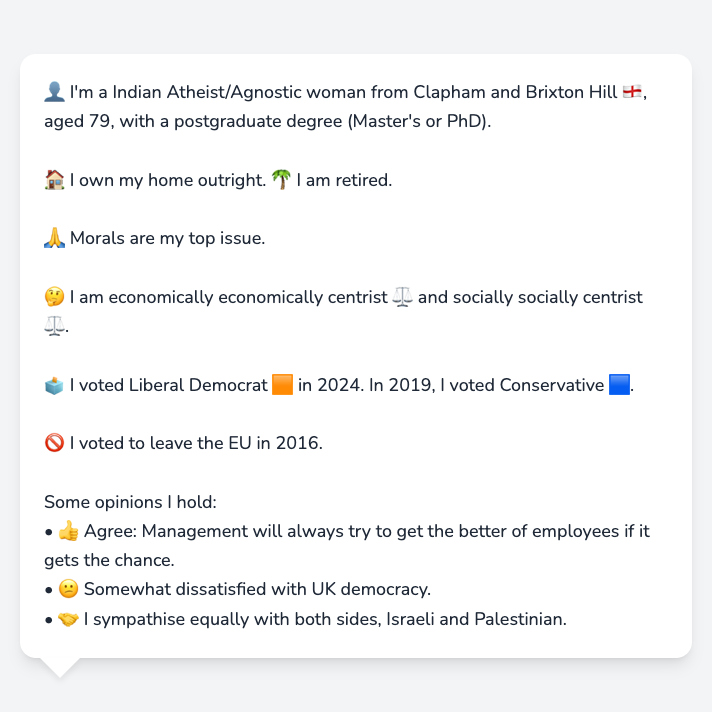 👤 I'm a Indian Atheist/Agnostic woman from Clapham and Brixton Hill 🏴󠁧󠁢󠁥󠁮󠁧󠁿,
aged 79, with a postgraduate degree (Master's or PhD).
🏠 I own my home outright. 🌴 I am retired.
🙏 Morals are my top issue.
🤔 I am economically economically centrist ⚖️ and socially socially centrist
⚖️.
🗳️ I voted Liberal Democrat 🟧 in 2024. In 2019, I voted Conservative 🟦.
🚫 I voted to leave the EU in 2016.
Some opinions I hold:
• 👍 Agree: Management will always try to get the better of employees if it
gets the chance.
• 😕 Somewhat dissatisfied with UK democracy.
• 🤝 I sympathise equally with both sides, Israeli and Palestinian.